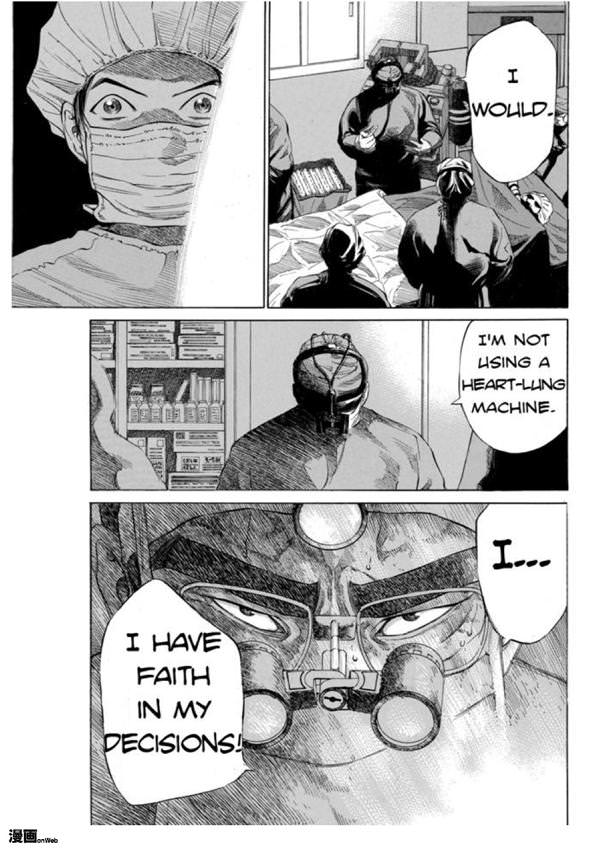 I
WOULD.
I'M NOT
USING A
HEART-LUNG
MACHINE.
I...
I HAVE
FAITH
IN MY
DECISIONS!
漫画onWeb